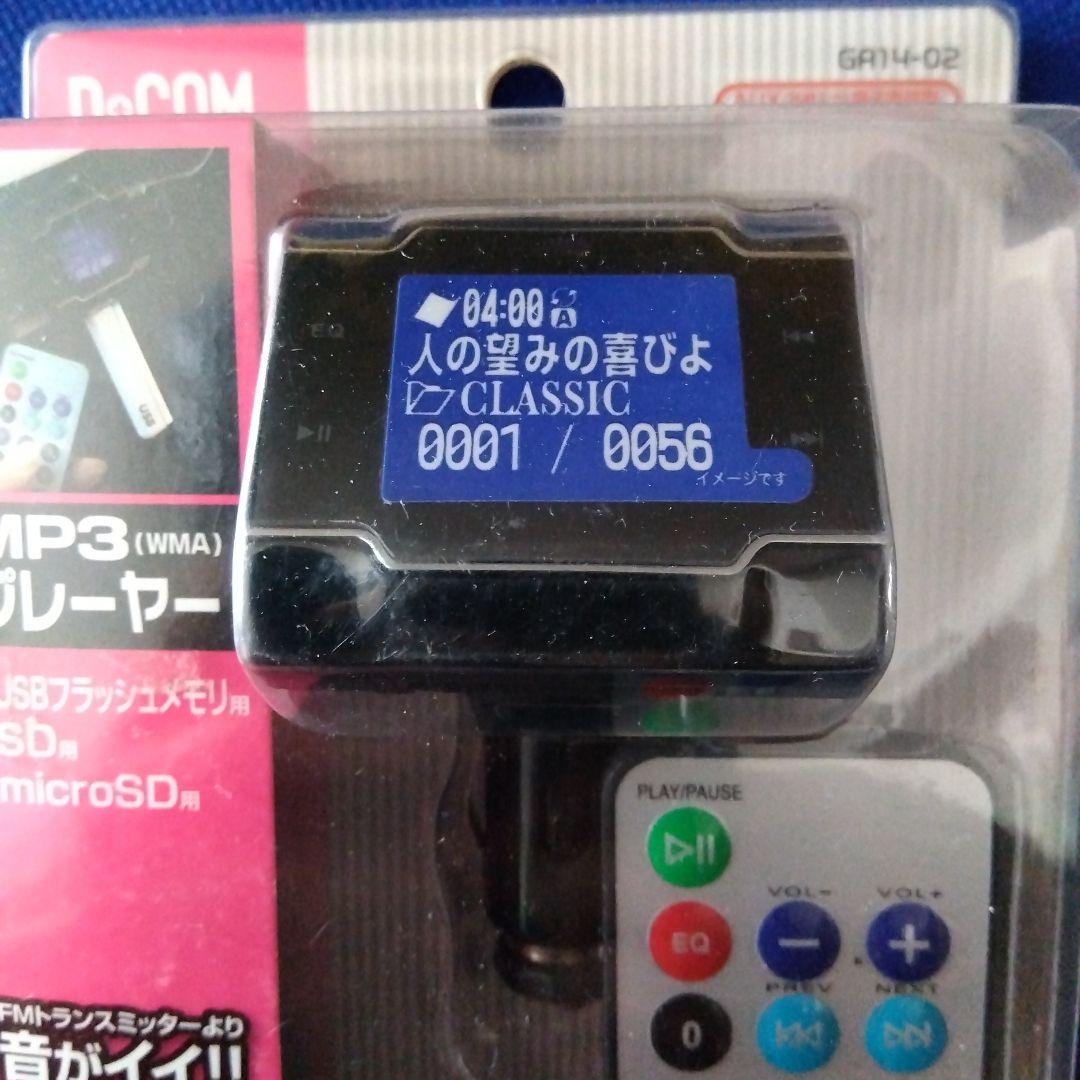 DeCOM
GA14-02
EQ
04:00 A
人の望みの喜びよ
CLASSIC
0001 / 0056
イメージです
USB
MP3(WMA)
プレーヤー
USBフラッシュメモリ用
SD用
microSD用
PLAY/PAUSE
VOL- VOL+
EQ
PREV NEXT
0
FMトランスミッターより
音がイイ!!